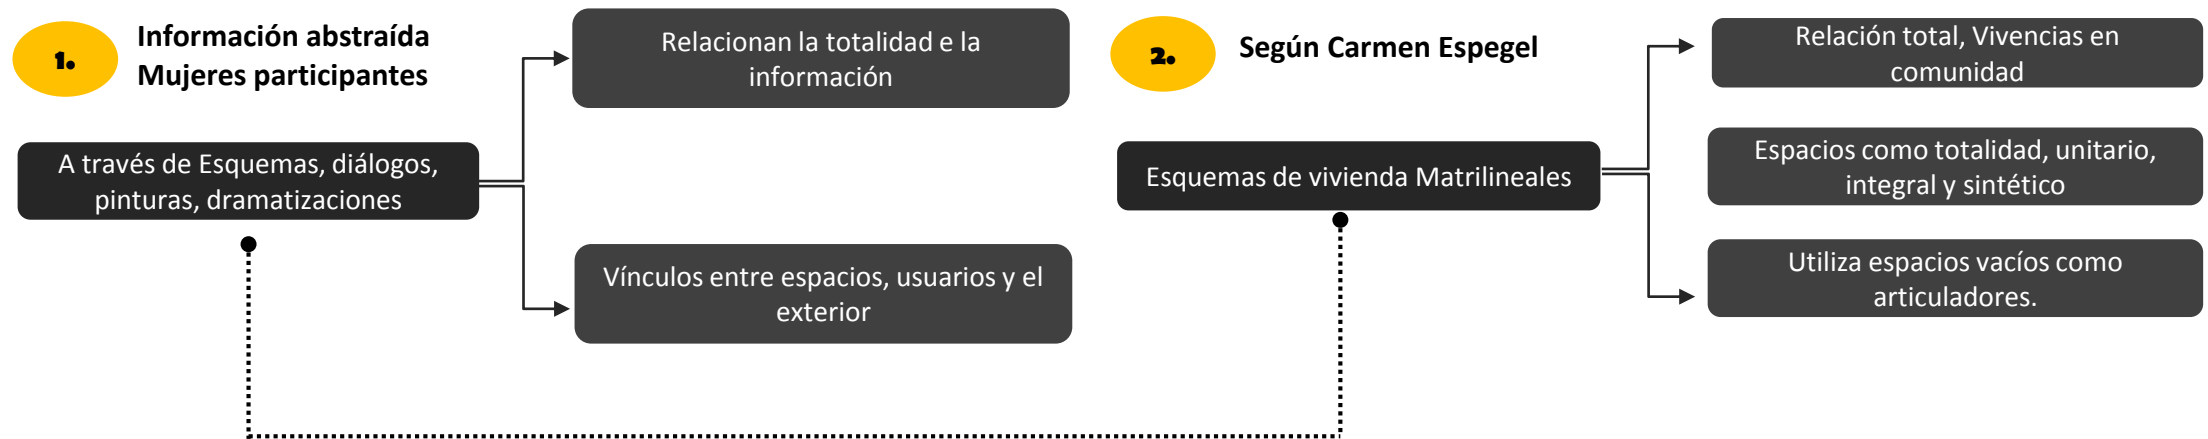 1.
Información abstraída
Mujeres participantes
A través de Esquemas, diálogos,
pinturas, dramatizaciones
Relacionan la totalidad e la
información
Vínculos entre espacios, usuarios y el
exterior
2.
Según Carmen Espegel
Esquemas de vivienda Matrilineales
Relación total, Vivencias en
comunidad
Espacios como totalidad, unitario,
integral y sintético
Utiliza espacios vacíos como
articuladores.